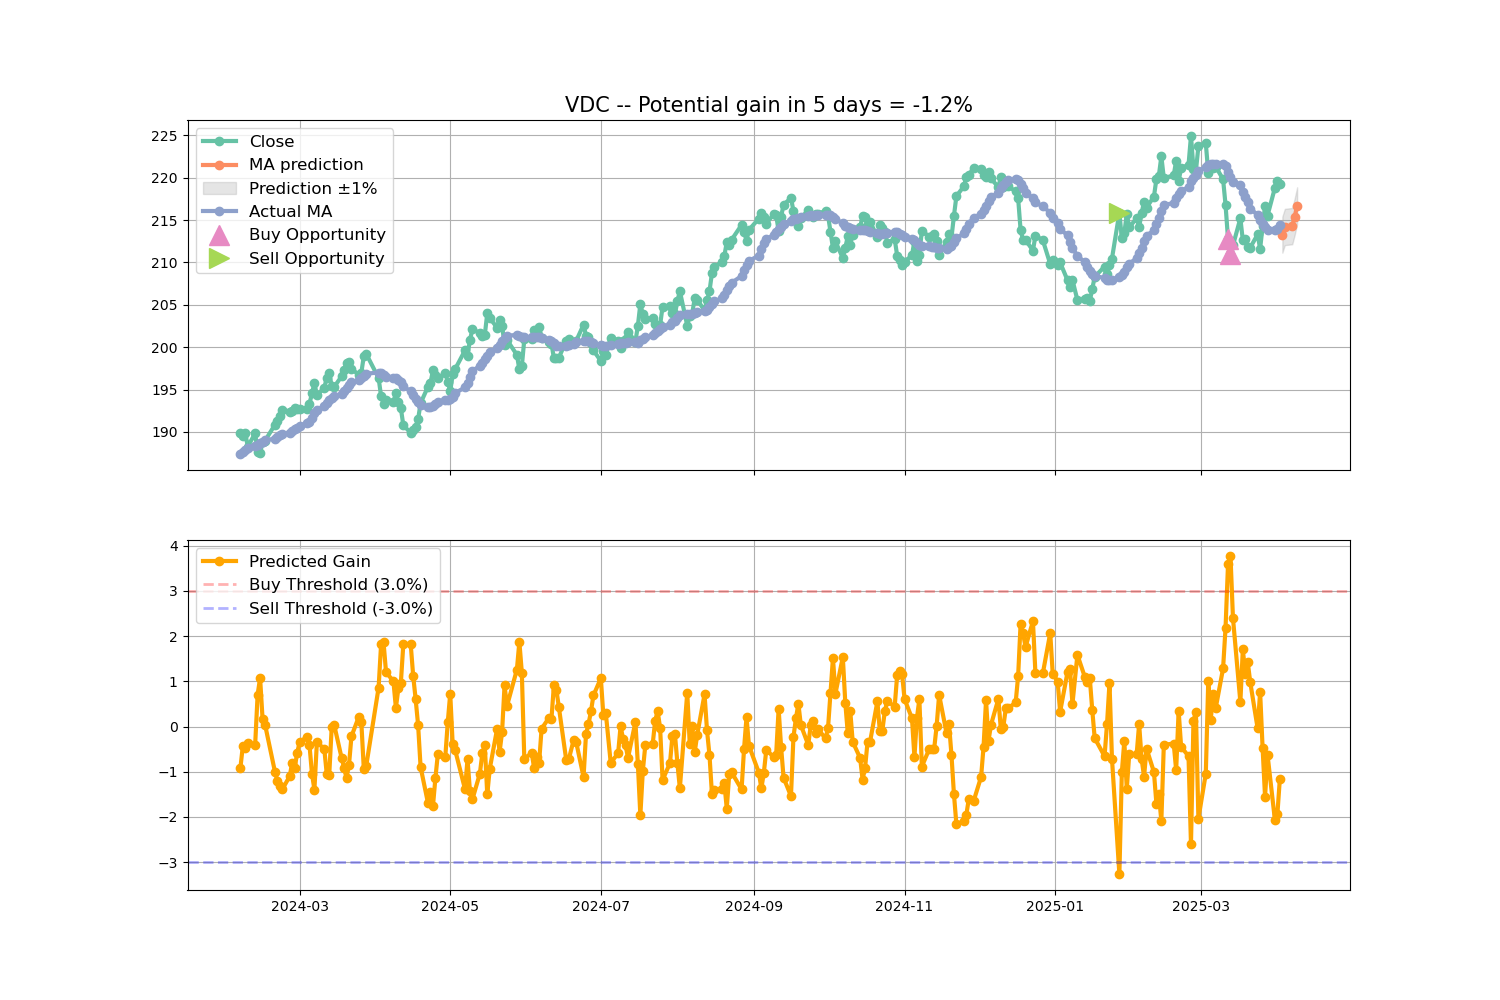 VDC -- Potential gain in 5 days = -1.2%
225
220
215
210
205
200
195
190
Close
MA prediction
Prediction ±1%
Actual MA
Buy Opportunity
Sell Opportunity
4
3
2
1
0
−1
−2
−3
Predicted Gain
Buy Threshold (3.0%)
Sell Threshold (-3.0%)
2024-03 2024-05 2024-07 2024-09 2024-11 2025-01 2025-03